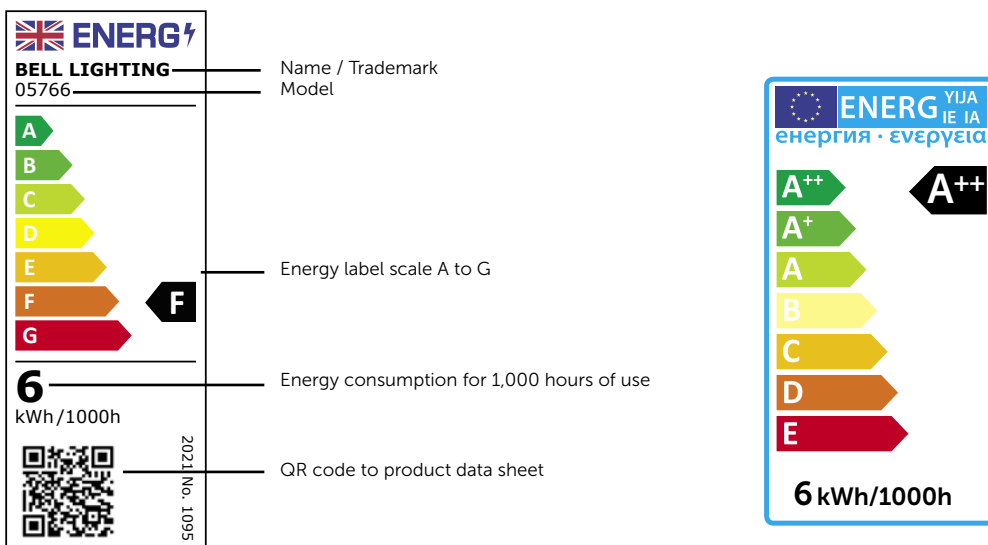 ENERG
BELL LIGHTING
05766
Name / Trademark
Model
A
B
C
D
E
F
G
F
Energy label scale A to G
6
kWh/1000h
Energy consumption for 1,000 hours of use
2021 No. 1095
QR code to product data sheet
ENERG YIJA
IE IA
енергия · ενεργεια
A++
A+
A
B
C
D
E
A++
6 kWh/1000h